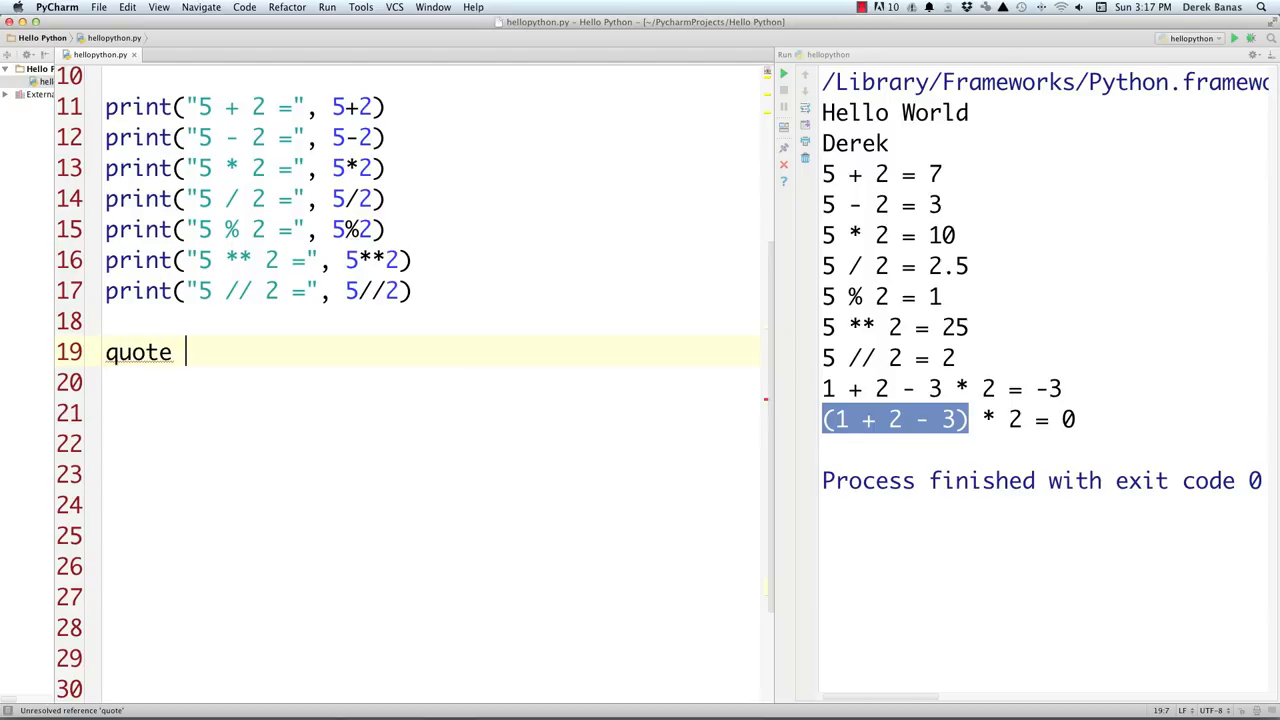 PyCharm File Edit View Navigate Code Refactor Run Tools VCS Window Help 10 Sun 3:17 PM Derek Banas
hellopython.py - Hello Python - [~/PycharmProjects/Hello Python]
Hello Python hellopython.py hellopython
hellopython.py Run hellopython
Hello P
hell
Externa
10
11 print("5 + 2 =", 5+2)
12 print("5 - 2 =", 5-2)
13 print("5 * 2 =", 5*2)
14 print("5 / 2 =", 5/2)
15 print("5 % 2 =", 5%2)
16 print("5 ** 2 =", 5**2)
17 print("5 // 2 =", 5//2)
18
19 quote
20
21
22
23
24
25
26
27
28
29
30
/Library/Frameworks/Python.framewo
Hello World
Derek
5 + 2 = 7
5 - 2 = 3
5 * 2 = 10
5 / 2 = 2.5
5 % 2 = 1
5 ** 2 = 25
5 // 2 = 2
1 + 2 - 3 * 2 = -3
(1 + 2 - 3) * 2 = 0
Process finished with exit code 0
Unresolved reference 'quote' 19:7 LF UTF-8